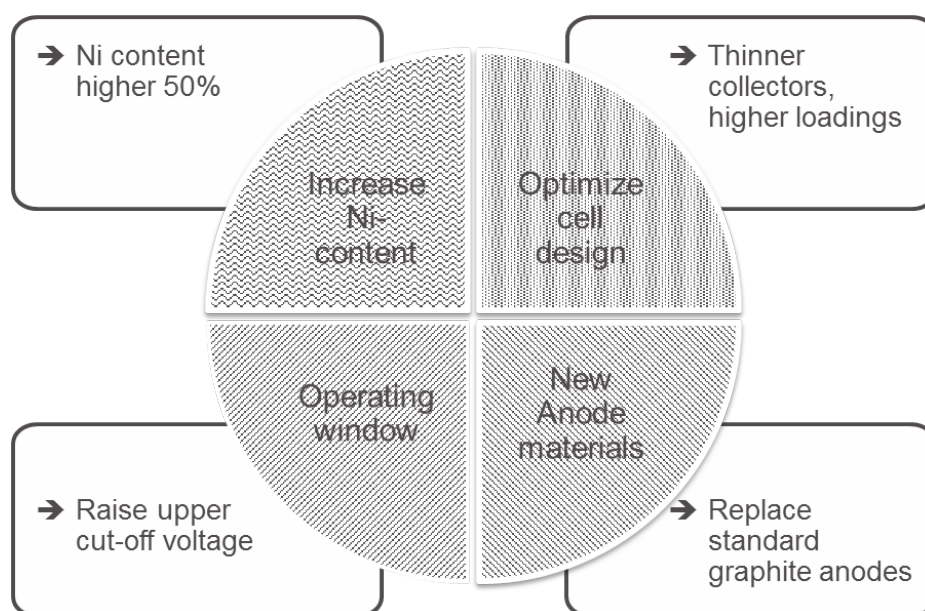 ➔ Ni content
higher 50%
➔ Thinner
collectors,
higher loadings
Increase
Ni-
content
Optimize
cell
design
Operating
window
New
Anode
materials
➔ Raise upper
cut-off voltage
➔ Replace
standard
graphite anodes